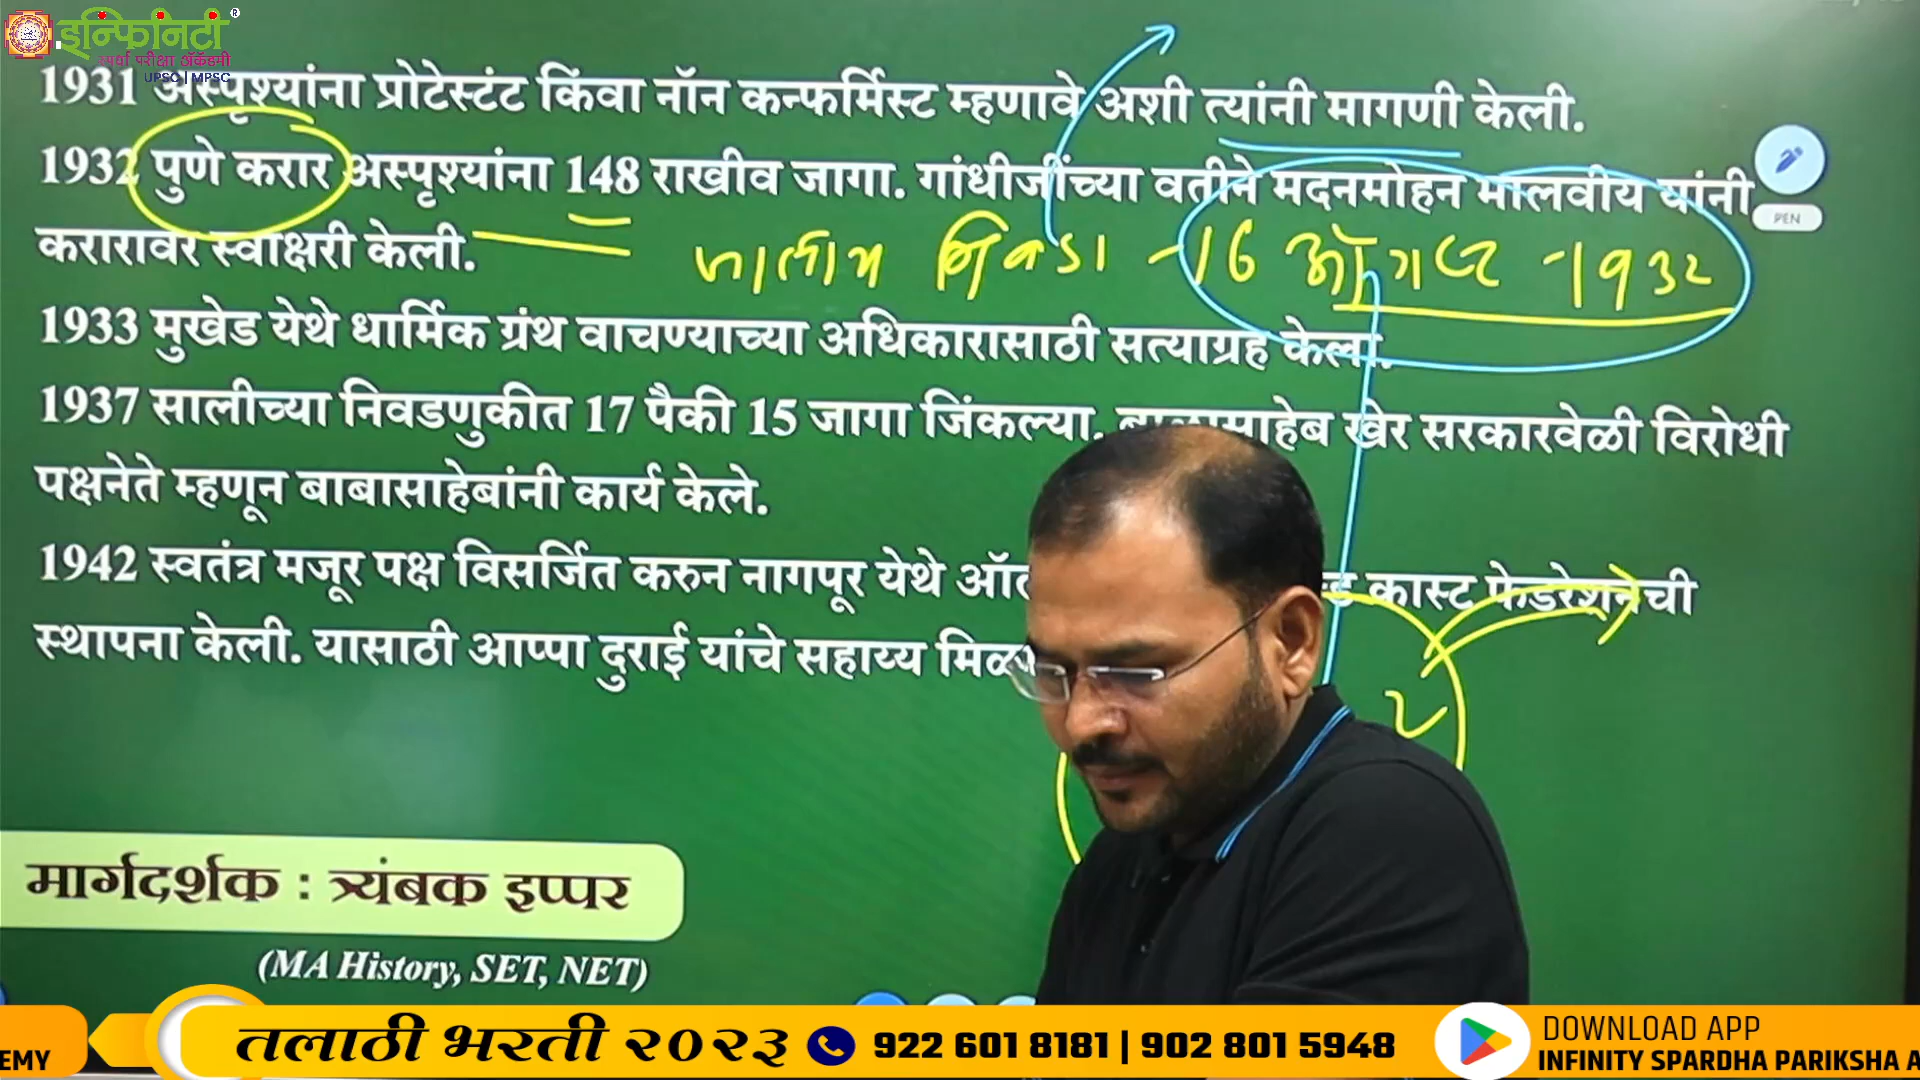 इन्फिनिटी ®
स्पर्धा परीक्षा अ‍ॅकॅडमी
UPSC | MPSC
1931 अस्पृश्यांना प्रोटेस्टंट किंवा नॉन कन्फर्मिस्ट म्हणावे अशी त्यांनी मागणी केली.
1932 पुणे करार अस्पृश्यांना 148 राखीव जागा. गांधीजींच्या वतीने मदनमोहन मालवीय यांनी
PEN
करारावर स्वाक्षरी केली.
जातीय निवाडा - 16 ऑगस्ट - 1932
1933 मुखेड येथे धार्मिक ग्रंथ वाचण्याच्या अधिकारासाठी सत्याग्रह केला.
1937 सालीच्या निवडणुकीत 17 पैकी 15 जागा जिंकल्या. बाळासाहेब खेर सरकारवेळी विरोधी
पक्षनेते म्हणून बाबासाहेबांनी कार्य केले.
1942 स्वतंत्र मजूर पक्ष विसर्जित करुन नागपूर येथे कास्ट फेडरेशनची
स्थापना केली. यासाठी आप्पा दुराई यांचे सहाय्य
मार्गदर्शक : त्र्यंबक इप्पर
(MA History, SET, NET)
EMY
तलाठी भरती २०२३ 922 601 8181 | 902 801 5948
DOWNLOAD APP
INFINITY SPARDHA PARIKSHA A